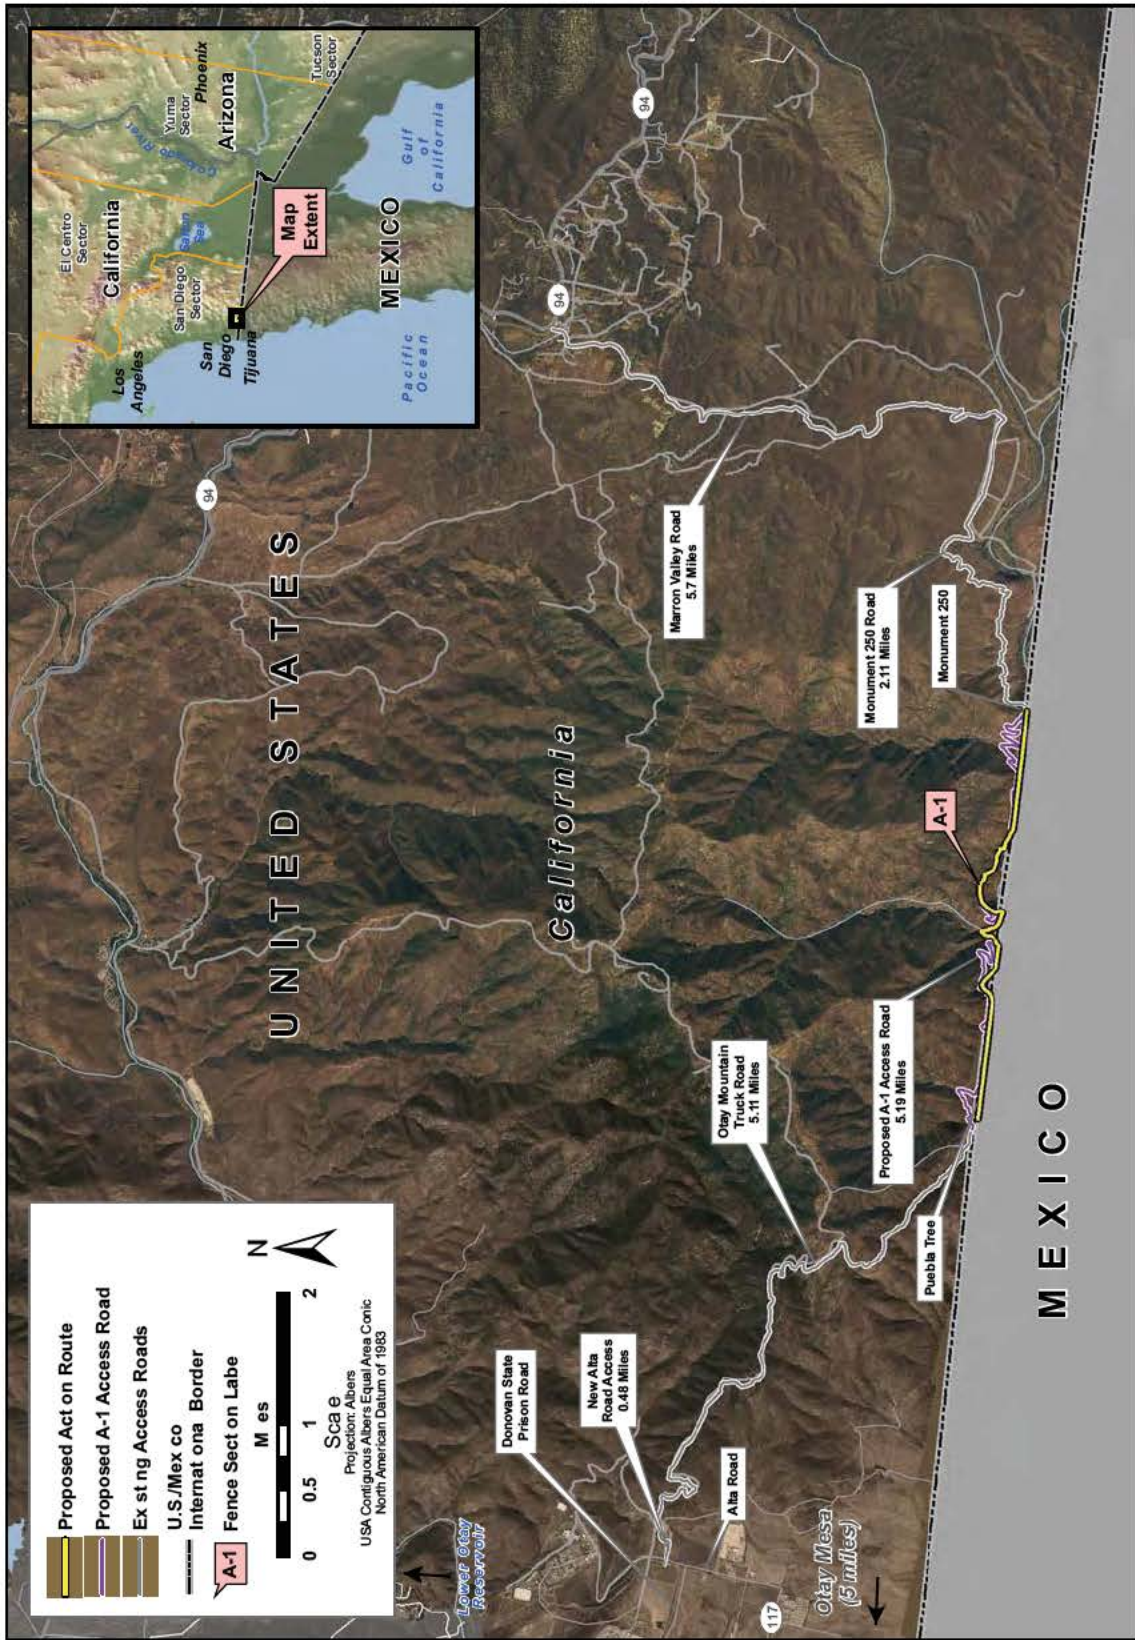 Proposed Act on Route
Proposed A-1 Access Road
Ex st ng Access Roads
U.S./Mex co
Internat ona Border
A-1
Fence Sect on Labe
M es
0
0.5
1
2
Sca e
Projection: Albers
USA Contiguous Albers Equal Area Conic
North American Datum of 1983
N
Lower Otay
Reservoir
94
UNITED STATES
California
94
94
Donovan State
Prison Road
New Alta
Road Access
0.48 Miles
Alta Road
117
Otay Mesa
(5 miles)
Otay Mountain
Truck Road
5.11 Miles
Proposed A-1 Access Road
5.19 Miles
Puebla Tree
A-1
Marron Valley Road
5.7 Miles
Monument 250 Road
2.11 Miles
Monument 250
MEXICO
El Centro
Sector
California
Los
Angeles
San Diego
Sector
Salton
Sea
San
Diego
Tijuana
Colorado River
Yuma
Sector
Phoenix
Arizona
Tucson
Sector
Map
Extent
Pacific
Ocean
MEXICO
Gulf
of
California